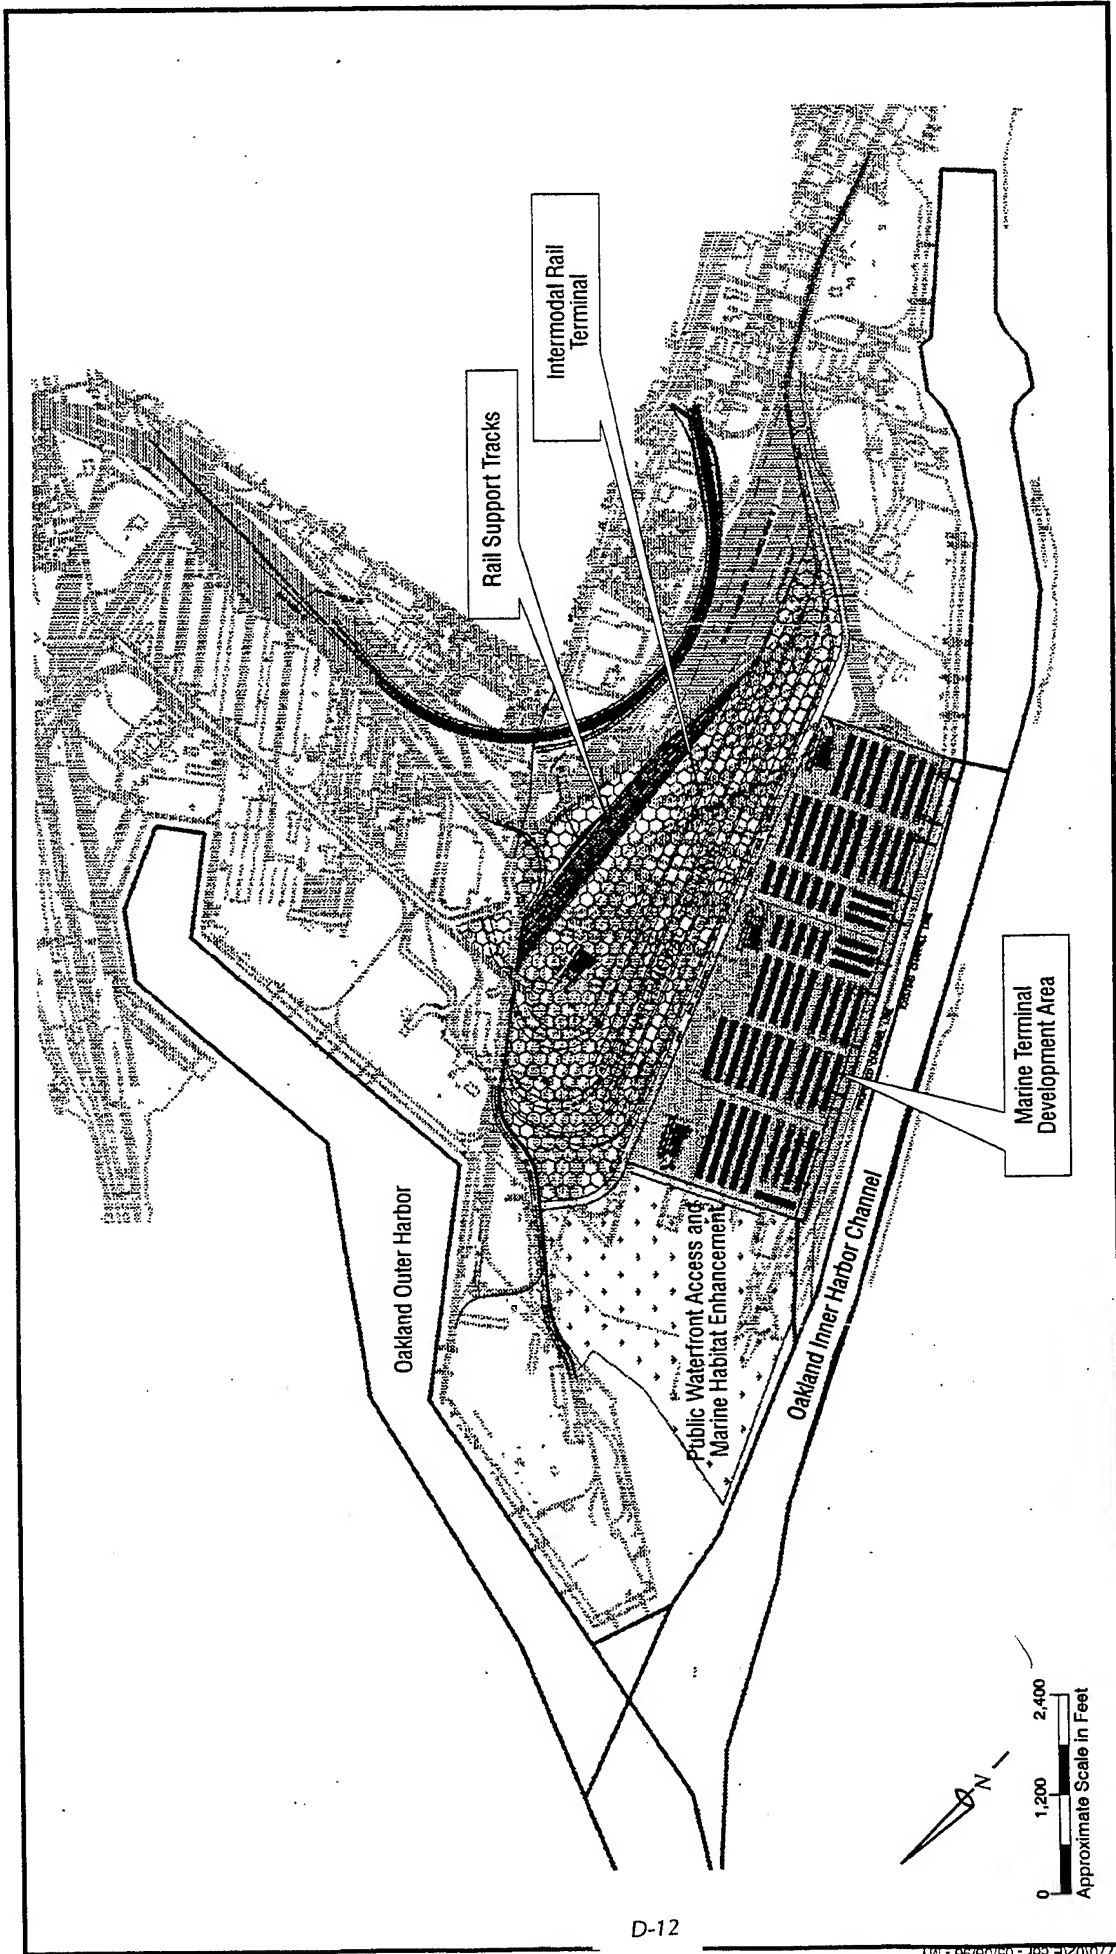 Intermodal Rail
Terminal
Rail Support Tracks
Oakland Outer Harbor
Public Waterfront Access and
Marine Habitat Enhancement
Oakland Inner Harbor Channel
Marine Terminal
Development Area
N
0 1,200 2,400
Approximate Scale in Feet
D-12